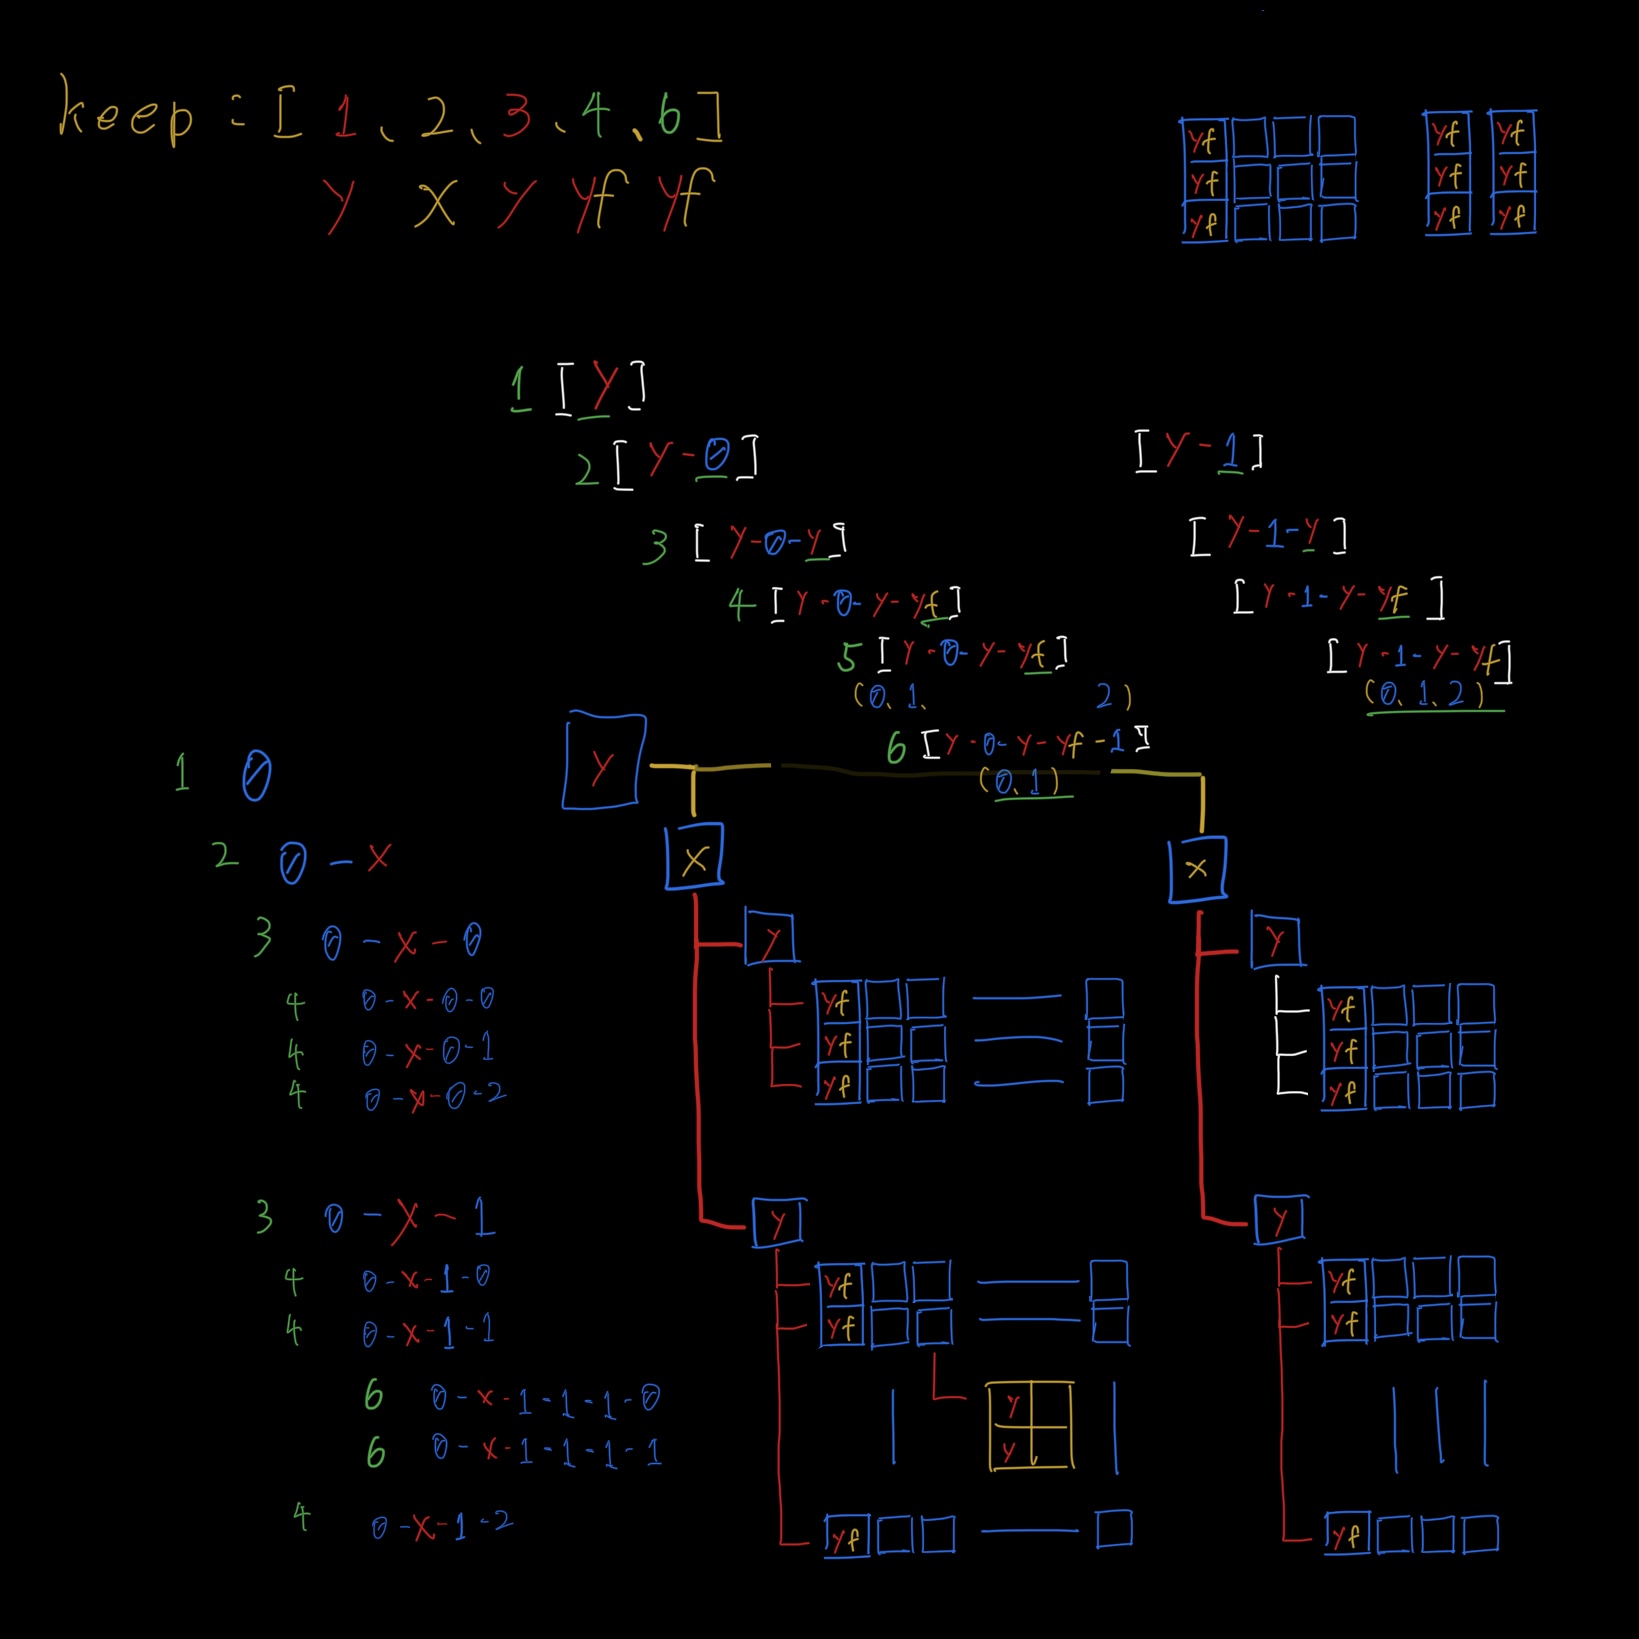 keep : [ 1、2、3、4、6 ]
y x y yf yf
yf yf yf
yf yf yf
yf yf yf
1 [ y ]
2 [ y - 0 ] [ y - 1 ]
3 [ y - 0 - y ] [ y - 1 - y ]
4 [ y - 0 - y - yf ] [ y - 1 - y - yf ]
5 [ y - 0 - y - yf ] [ y - 1 - y - yf ]
(0、1、 2) (0、1、2)
6 [ y - 0 - y - yf - 1 ]
(0、1)
1 0 y
2 0 - x x x
3 0 - x - 0 y y
4 0 - x - 0 - 0 yf yf
4 0 - x - 0 - 1 yf yf
4 0 - x - 0 - 2 yf yf
3 0 - x - 1 y y
4 0 - x - 1 - 0 yf yf
4 0 - x - 1 - 1 yf yf
6 0 - x - 1 - 1 - 1 - 0 y
6 0 - x - 1 - 1 - 1 - 1 y
4 0 - x - 1 - 2 yf yf